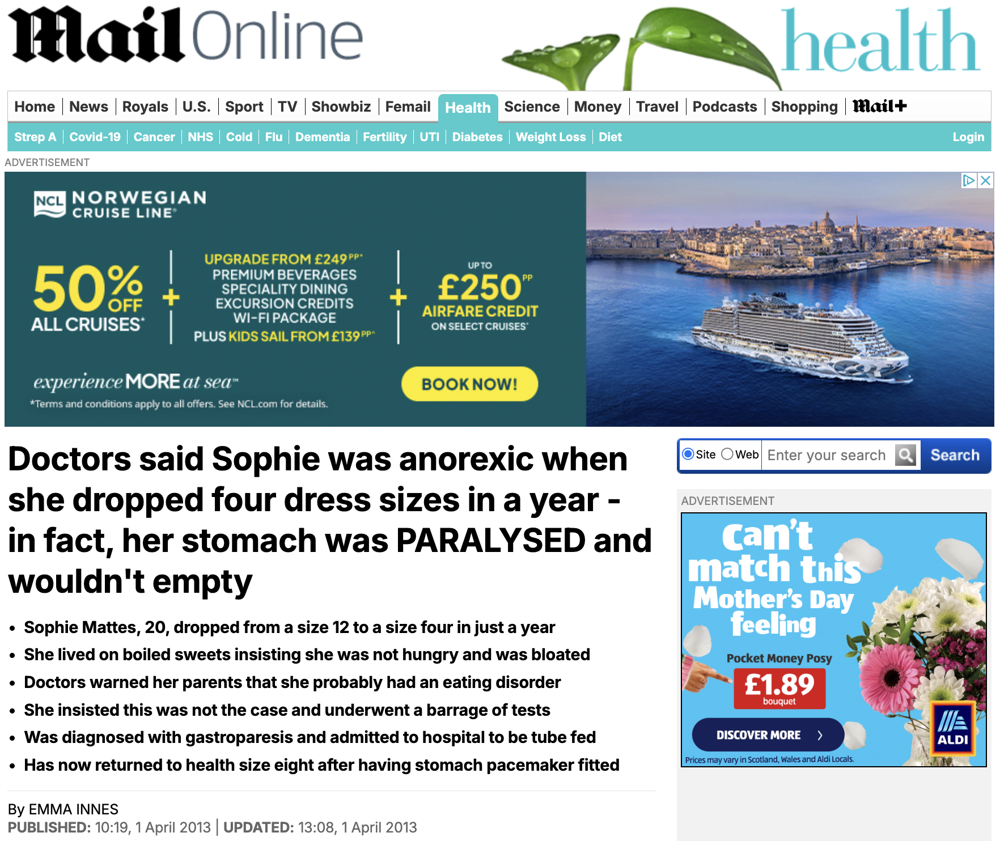 Mail Online
health
Home News Royals U.S. Sport TV Showbiz Femail Health Science Money Travel Podcasts Shopping Mail+
Strep A Covid-19 Cancer NHS Cold Flu Dementia Fertility UTI Diabetes Weight Loss Diet Login
ADVERTISEMENT
NCL NORWEGIAN
CRUISE LINE®
50% OFF
ALL CRUISES*
+
UPGRADE FROM £249PP*
PREMIUM BEVERAGES
SPECIALITY DINING
EXCURSION CREDITS
WI-FI PACKAGE
PLUS KIDS SAIL FROM £139PP^
+
UP TO
£250PP
AIRFARE CREDIT
ON SELECT CRUISES*
experience MORE at sea™
BOOK NOW!
*Terms and conditions apply to all offers. See NCL.com for details.
Doctors said Sophie was anorexic when
she dropped four dress sizes in a year -
in fact, her stomach was PARALYSED and
wouldn't empty
• Sophie Mattes, 20, dropped from a size 12 to a size four in just a year
• She lived on boiled sweets insisting she was not hungry and was bloated
• Doctors warned her parents that she probably had an eating disorder
• She insisted this was not the case and underwent a barrage of tests
• Was diagnosed with gastroparesis and admitted to hospital to be tube fed
• Has now returned to health size eight after having stomach pacemaker fitted
By EMMA INNES
PUBLISHED: 10:19, 1 April 2013 | UPDATED: 13:08, 1 April 2013
Site Web Enter your search Search
ADVERTISEMENT
can't
match this
Mother's Day
feeling
Pocket Money Posy
£1.89
bouquet
DISCOVER MORE
ALDI
Prices may vary in Scotland, Wales and Aldi Locals.